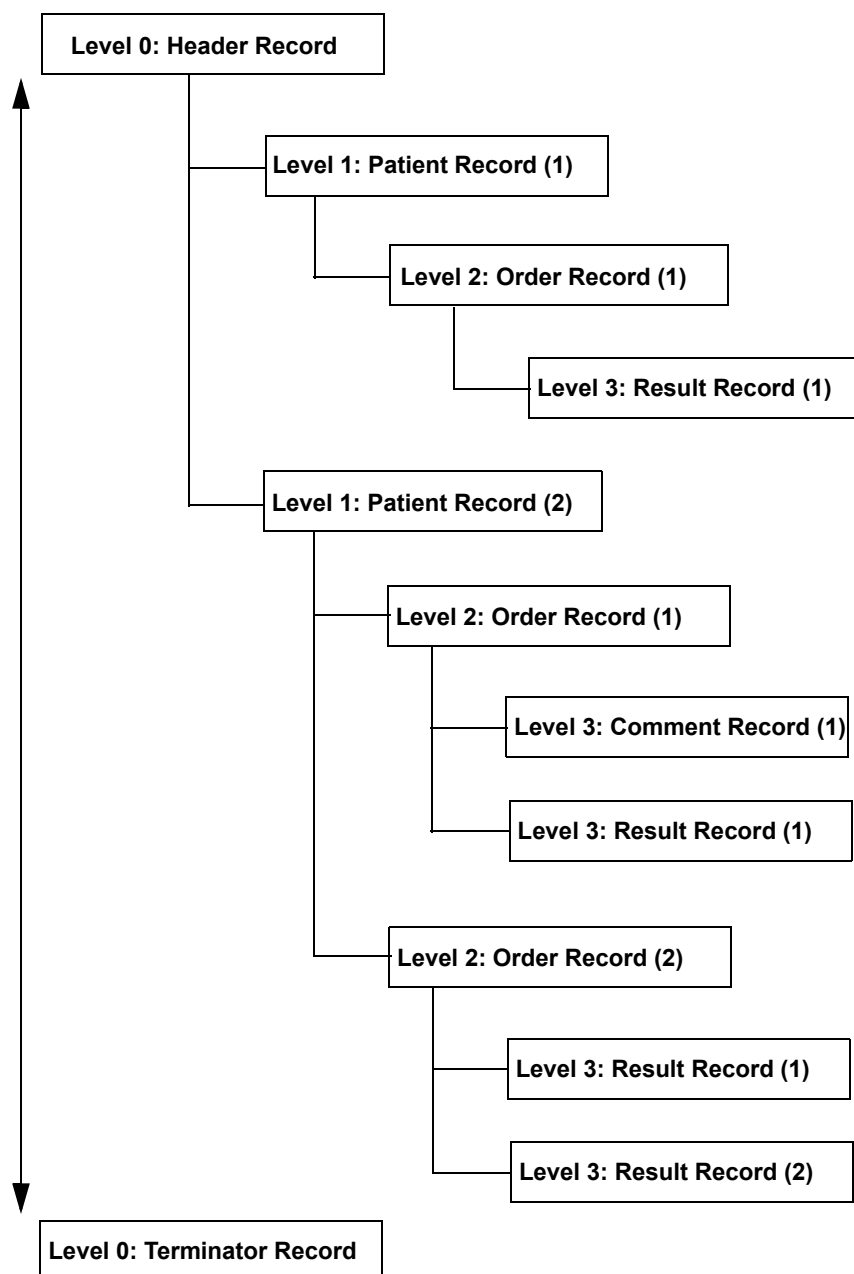 Level 0: Header Record
Level 1: Patient Record (1)
Level 2: Order Record (1)
Level 3: Result Record (1)
Level 1: Patient Record (2)
Level 2: Order Record (1)
Level 3: Comment Record (1)
Level 3: Result Record (1)
Level 2: Order Record (2)
Level 3: Result Record (1)
Level 3: Result Record (2)
Level 0: Terminator Record